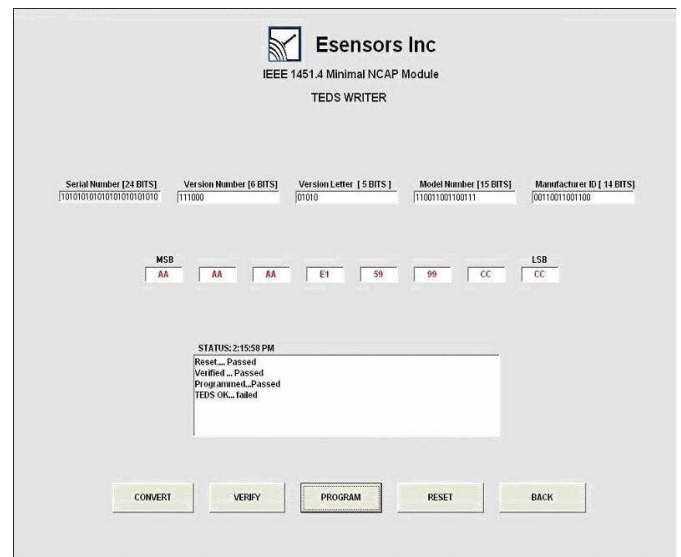 Esensors Inc
IEEE 1451.4 Minimal NCAP Module
TEDS WRITER
Serial Number [24 BITS] Version Number [6 BITS] Version Letter [ 5 BITS ] Model Number [15 BITS] Manufacturer ID [ 14 BITS]
101010101010101010101010 111000 01010 110011001100111 00110011001100
MSB LSB
AA AA AA E1 59 99 CC CC
STATUS: 2:15:58 PM
Reset.... Passed
Verified ... Passed
Programmed...Passed
TEDS OK... failed
CONVERT VERIFY PROGRAM RESET BACK